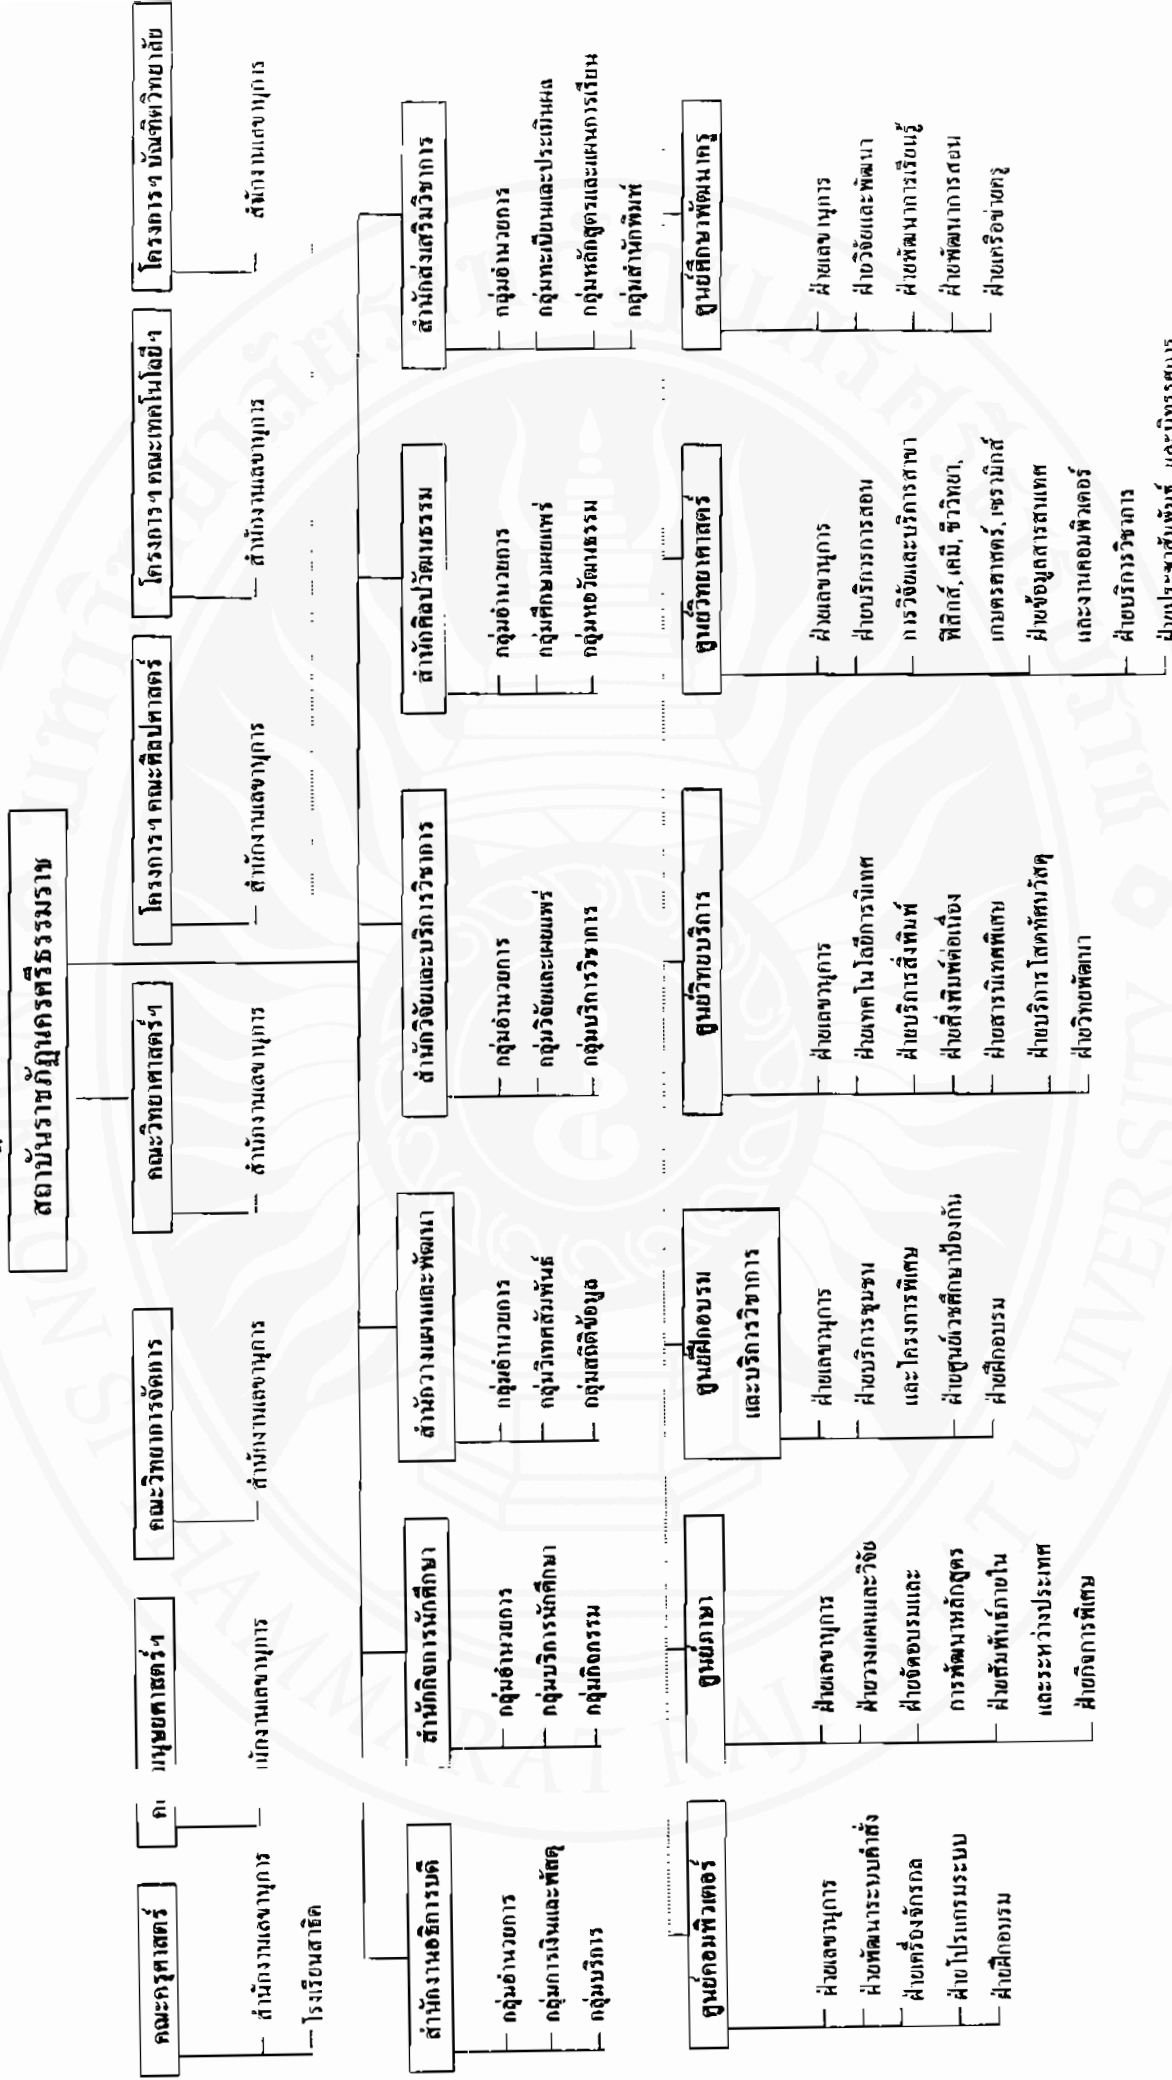 สถาบันราชภัฏนครศรีธรรมราช
คณะครุศาสตร์
สำนักงานเลขานุการ
โรงเรียนสาธิต
มนุษยศาสตร์ฯ
นักงานเลขานุการ
คณะวิทยาการจัดการ
สำนักงานเลขานุการ
คณะวิทยาศาสตร์ฯ
สำนักงานเลขานุการ
โครงการฯ คณะศิลปศาสตร์
สำนักงานเลขานุการ
โครงการฯ คณะเทคโนโลยีฯ
สำนักงานเลขานุการ
โครงการฯ บัณฑิตวิทยาลัย
สำนักงานเลขานุการ
สำนักงานอธิการบดี
กลุ่มอำนวยการ
กลุ่มการเงินและพัสดุ
กลุ่มบริการ
สำนักกิจการนักศึกษา
กลุ่มอำนวยการ
กลุ่มบริการนักศึกษา
กลุ่มกิจกรรม
สำนักวางแผนและพัฒนา
กลุ่มอำนวยการ
กลุ่มวิเทศสัมพันธ์
กลุ่มสถิติข้อมูล
สำนักวิจัยและบริการวิชาการ
กลุ่มอำนวยการ
กลุ่มวิจัยและเผยแพร่
กลุ่มบริการวิชาการ
สำนักศิลปวัฒนธรรม
กลุ่มอำนวยการ
กลุ่มศึกษาเผยแพร่
กลุ่มหอวัฒนธรรม
สำนักส่งเสริมวิชาการ
กลุ่มอำนวยการ
กลุ่มทะเบียนและประเมินผล
กลุ่มหลักสูตรและแผนการเรียน
กลุ่มสำนักพิมพ์
ศูนย์คอมพิวเตอร์
ฝ่ายเลขานุการ
ฝ่ายพัฒนาระบบคำสั่ง
ฝ่ายเครื่องจักรกล
ฝ่ายโปรแกรมระบบ
ฝ่ายฝึกอบรม
ศูนย์ภาษา
ฝ่ายเลขานุการ
ฝ่ายวางแผนและวิจัย
ฝ่ายจัดอบรมและ
การพัฒนาหลักสูตร
ฝ่ายสัมพันธ์ภายใน
และระหว่างประเทศ
ฝ่ายกิจการพิเศษ
ศูนย์ฝึกอบรม
และบริการวิชาการ
ฝ่ายเลขานุการ
ฝ่ายบริการชุมชน
และโครงการพิเศษ
ฝ่ายศูนย์เวชศึกษาป้องกัน
ฝ่ายฝึกอบรม
ศูนย์วิทยบริการ
ฝ่ายเลขานุการ
ฝ่ายเทคโนโลยีการนิเทศ
ฝ่ายบริการสิ่งพิมพ์
ฝ่ายสิ่งพิมพ์ต่อเนื่อง
ฝ่ายสารนิเทศพิเศษ
ฝ่ายบริการโสตทัศนวัสดุ
ฝ่ายวิทยพัฒนา
ศูนย์วิทยาศาสตร์
ฝ่ายเลขานุการ
ฝ่ายบริการการสอน
การวิจัยและบริการสาขา
ฟิสิกส์, เคมี, ชีววิทยา,
เกษตรศาสตร์, เซรามิกส์
ฝ่ายข้อมูลสารสนเทศ
และงานคอมพิวเตอร์
ฝ่ายบริการวิชาการ
ฝ่ายประชาสัมพันธ์ และนิทรรศการ
ศูนย์ศึกษาพัฒนาครู
ฝ่ายเลขานุการ
ฝ่ายวิจัยและพัฒนา
ฝ่ายพัฒนาการเรียนรู้
ฝ่ายพัฒนาการสอน
ฝ่ายเครือข่ายครู